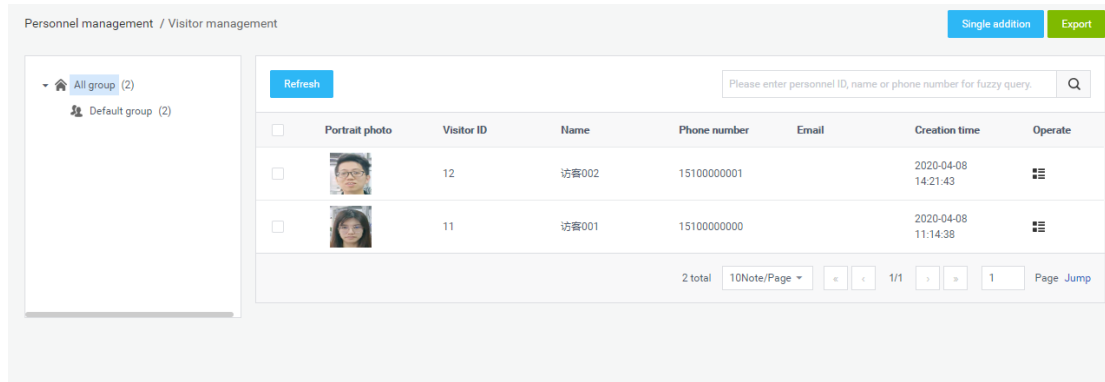 Personnel management / Visitor management
Single addition
Export
All group (2)
Default group (2)
Refresh
Please enter personnel ID, name or phone number for fuzzy query.
Portrait photo Visitor ID Name Phone number Email Creation time Operate
12 访客002 15100000001 2020-04-08
14:21:43
11 访客001 15100000000 2020-04-08
11:14:38
2 total 10Note/Page « ‹ 1/1 › » 1 Page Jump